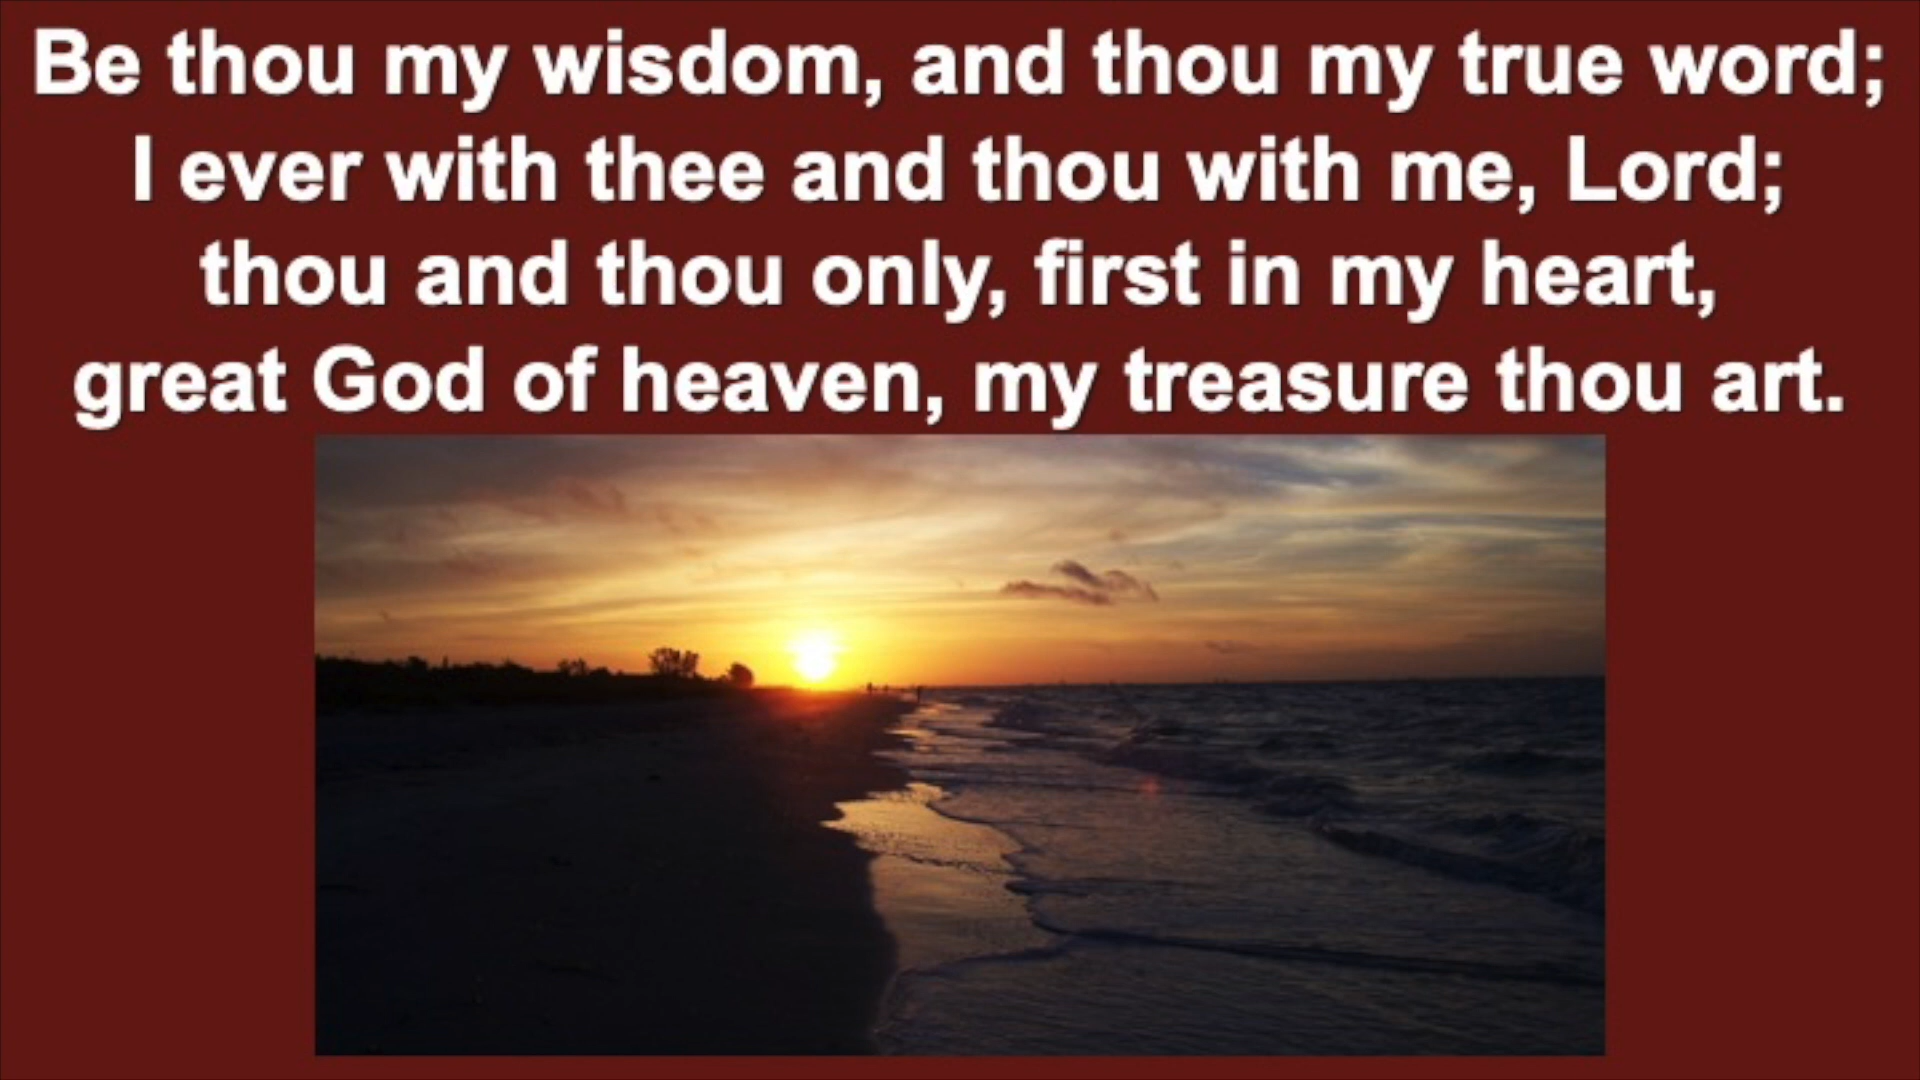 Be thou my wisdom, and thou my true word;
I ever with thee and thou with me, Lord;
thou and thou only, first in my heart,
great God of heaven, my treasure thou art.